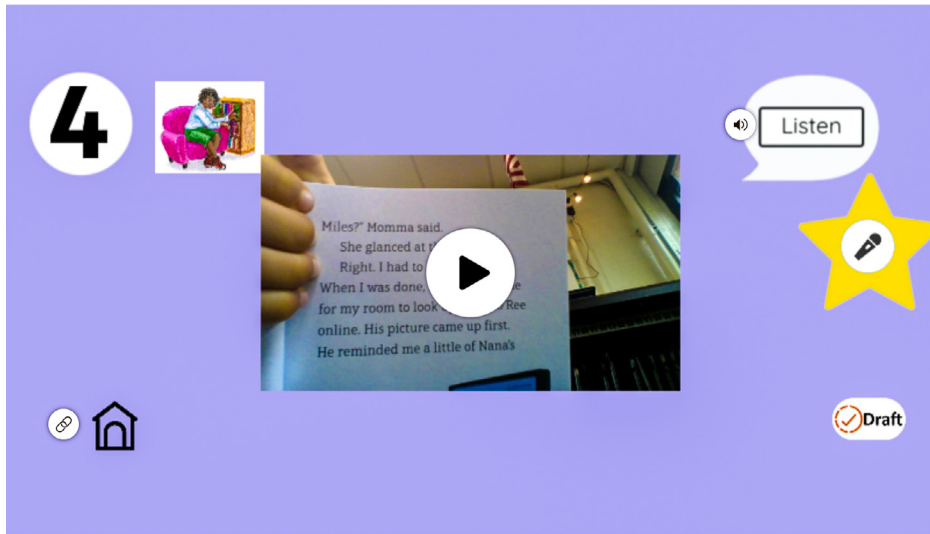 4
Listen
Miles?" Momma said.
She glanced at
Right. I had to
When I was done,
for my room to look Ree
online. His picture came up first.
He reminded me a little of Nana's
Draft